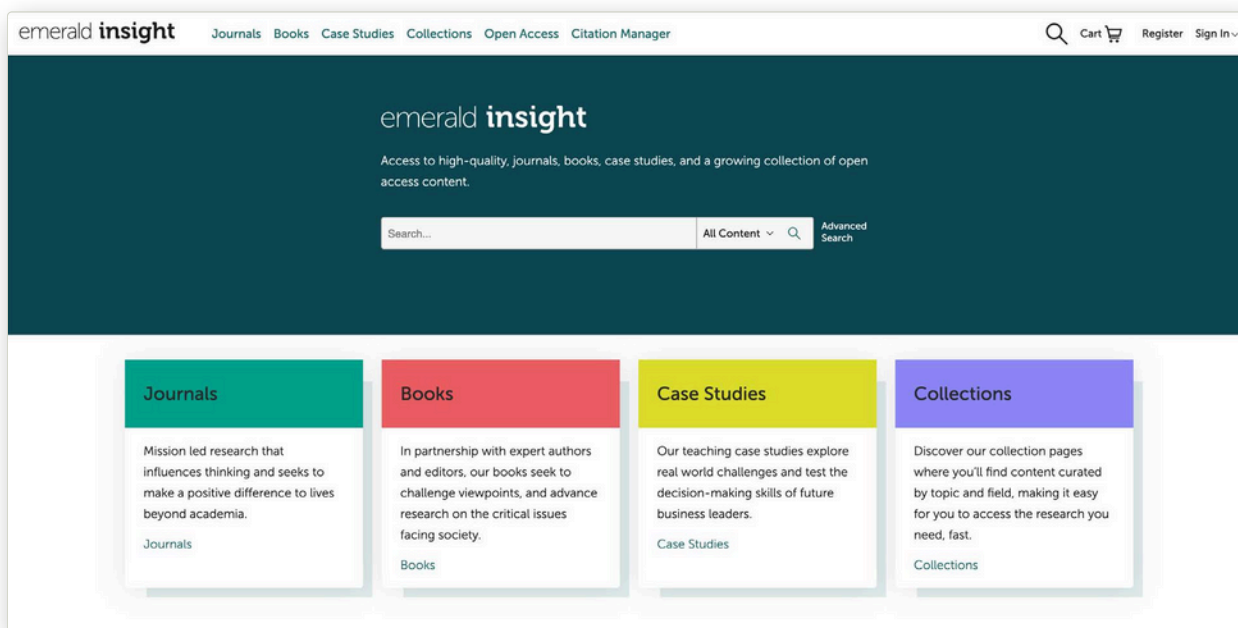 emerald insight
Journals Books Case Studies Collections Open Access Citation Manager
Cart Register Sign In
emerald insight
Access to high-quality, journals, books, case studies, and a growing collection of open
access content.
Search...
All Content
Advanced
Search
Journals
Mission led research that
influences thinking and seeks to
make a positive difference to lives
beyond academia.
Journals
Books
In partnership with expert authors
and editors, our books seek to
challenge viewpoints, and advance
research on the critical issues
facing society.
Books
Case Studies
Our teaching case studies explore
real world challenges and test the
decision-making skills of future
business leaders.
Case Studies
Collections
Discover our collection pages
where you'll find content curated
by topic and field, making it easy
for you to access the research you
need, fast.
Collections